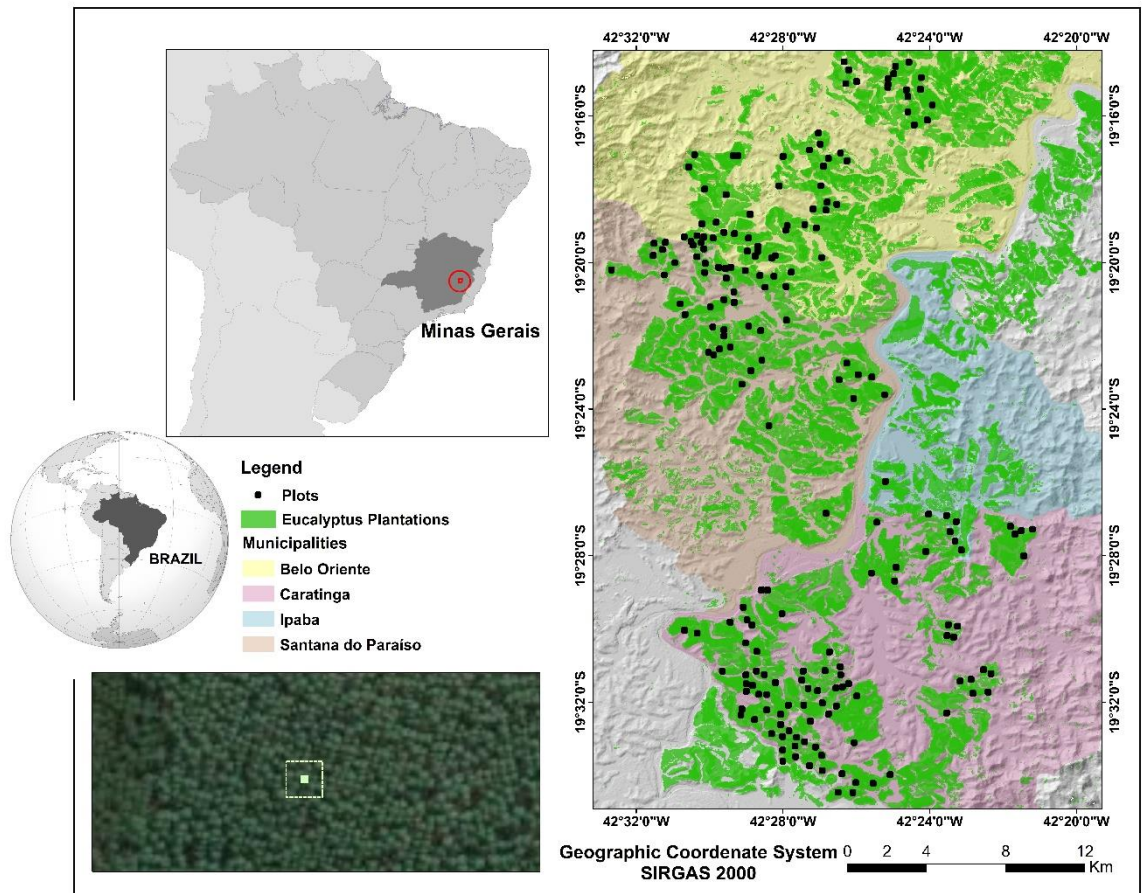 Minas Gerais
BRAZIL
Legend
Plots
Eucalyptus Plantations
Municipalities
Belo Oriente
Caratinga
Ipaba
Santana do Paraíso
42°32'0"W 42°28'0"W 42°24'0"W 42°20'0"W
19°16'0"S 19°16'0"S
19°20'0"S 19°20'0"S
19°24'0"S 19°24'0"S
19°28'0"S 19°28'0"S
19°32'0"S 19°32'0"S
42°32'0"W 42°28'0"W 42°24'0"W 42°20'0"W
Geographic Coordenate System
SIRGAS 2000
0 2 4 8 12
Km